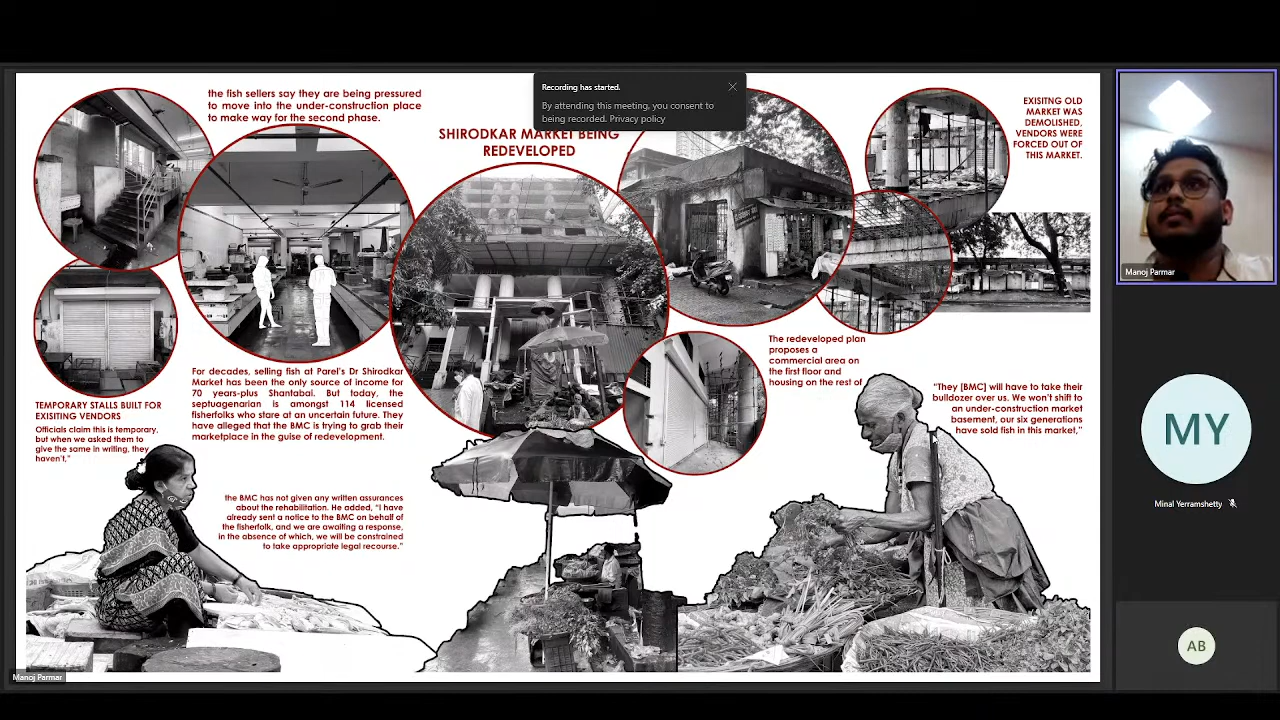 the fish sellers say they are being pressured
to move into the under-construction place
to make way for the second phase.
Recording has started.
By attending this meeting, you consent to
being recorded. Privacy policy
SHIRODKAR MARKET BEING
REDEVELOPED
EXISITNG OLD
MARKET WAS
DEMOLISHED,
VENDORS WERE
FORCED OUT OF
THIS MARKET.
For decades, selling fish at Parel's Dr Shirodkar
Market has been the only source of income for
70 years-plus Shantabai. But today, the
septuagenarian is amongst 114 licensed
fisherfolks who stare at an uncertain future. They
have alleged that the BMC is trying to grab their
marketplace in the guise of redevelopment.
TEMPORARY STALLS BUILT FOR
EXISITING VENDORS
Officials claim this is temporary,
but when we asked them to
give the same in writing, they
haven't,"
the BMC has not given any written assurances
about the rehabilitation. He added, "I have
already sent a notice to the BMC on behalf of
the fisherfolk, and we are awaiting a response,
in the absence of which, we will be constrained
to take appropriate legal recourse."
The redeveloped plan
proposes a
commercial area on
the first floor and
housing on the rest of
"They [BMC] will have to take their
bulldozer over us. We won't shift to
an under-construction market
basement, our six generations
have sold fish in this market,"
Manoj Parmar
Manoj Parmar
MY
Minal Yerramshetty
AB